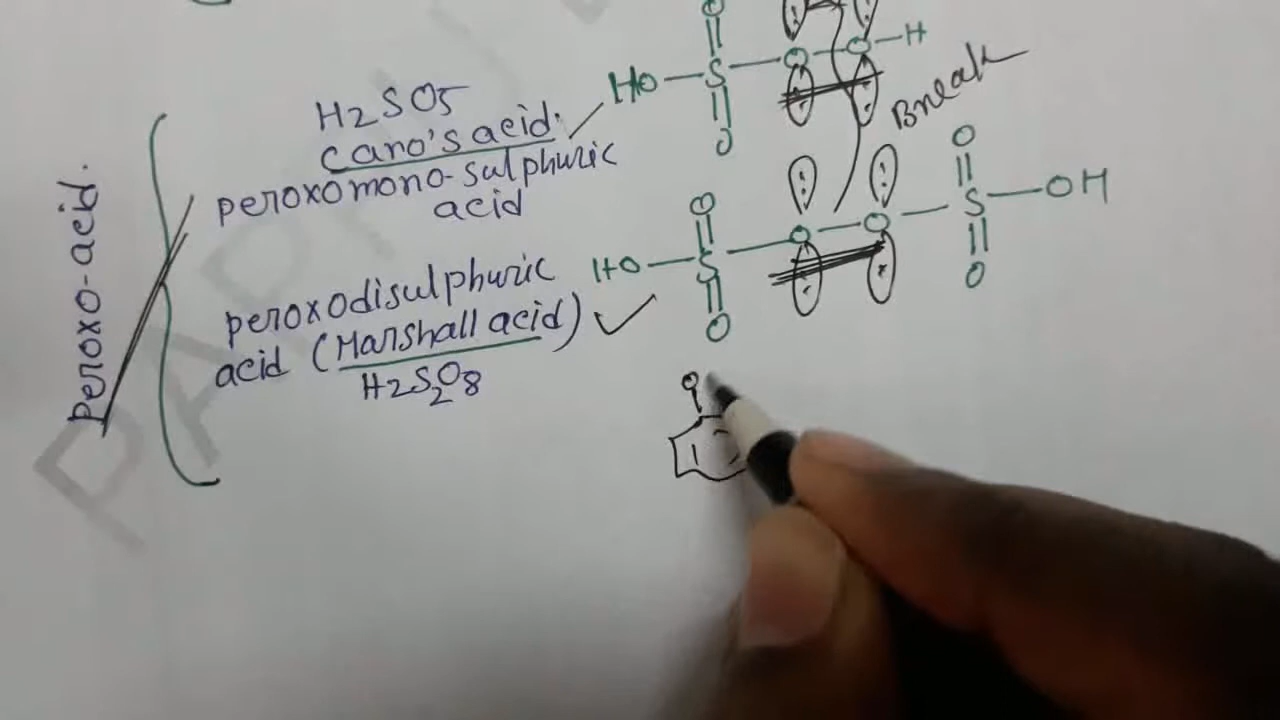 H2SO5
Caro's acid.
peroxomono-sulphuric
acid
Peroxo-acid.
peroxodisulphuric
acid (Marshall acid)
H2S2O8
O
HO S O O H
O
Break
O O
HO S O O S OH
O O
O